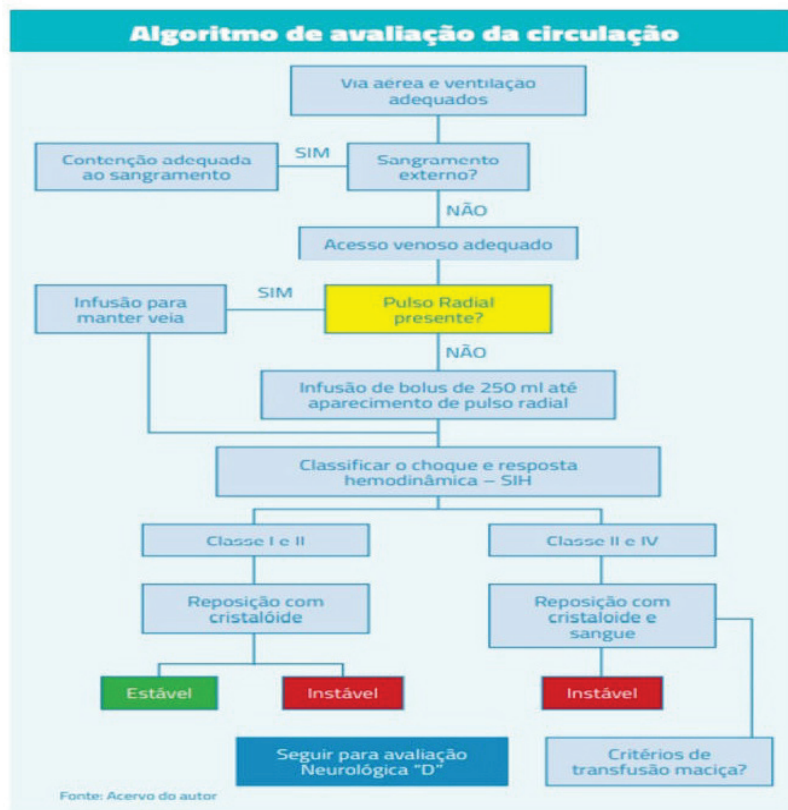 Algoritmo de avaliação da circulação
Via aérea e ventilação
adequados
Contenção adequada
ao sangramento
SIM
Sangramento
externo?
NÃO
Acesso venoso adequado
Infusão para
manter veia
SIM
Pulso Radial
presente?
NÃO
Infusão de bolus de 250 ml até
aparecimento de pulso radial
Classificar o choque e resposta
hemodinâmica – SIH
Classe I e II
Classe II e IV
Reposição com
cristalóide
Reposição com
cristaloide e
sangue
Estável
Instável
Instável
Seguir para avaliação
Neurológica "D"
Critérios de
transfusão maciça?
Fonte: Acervo do autor